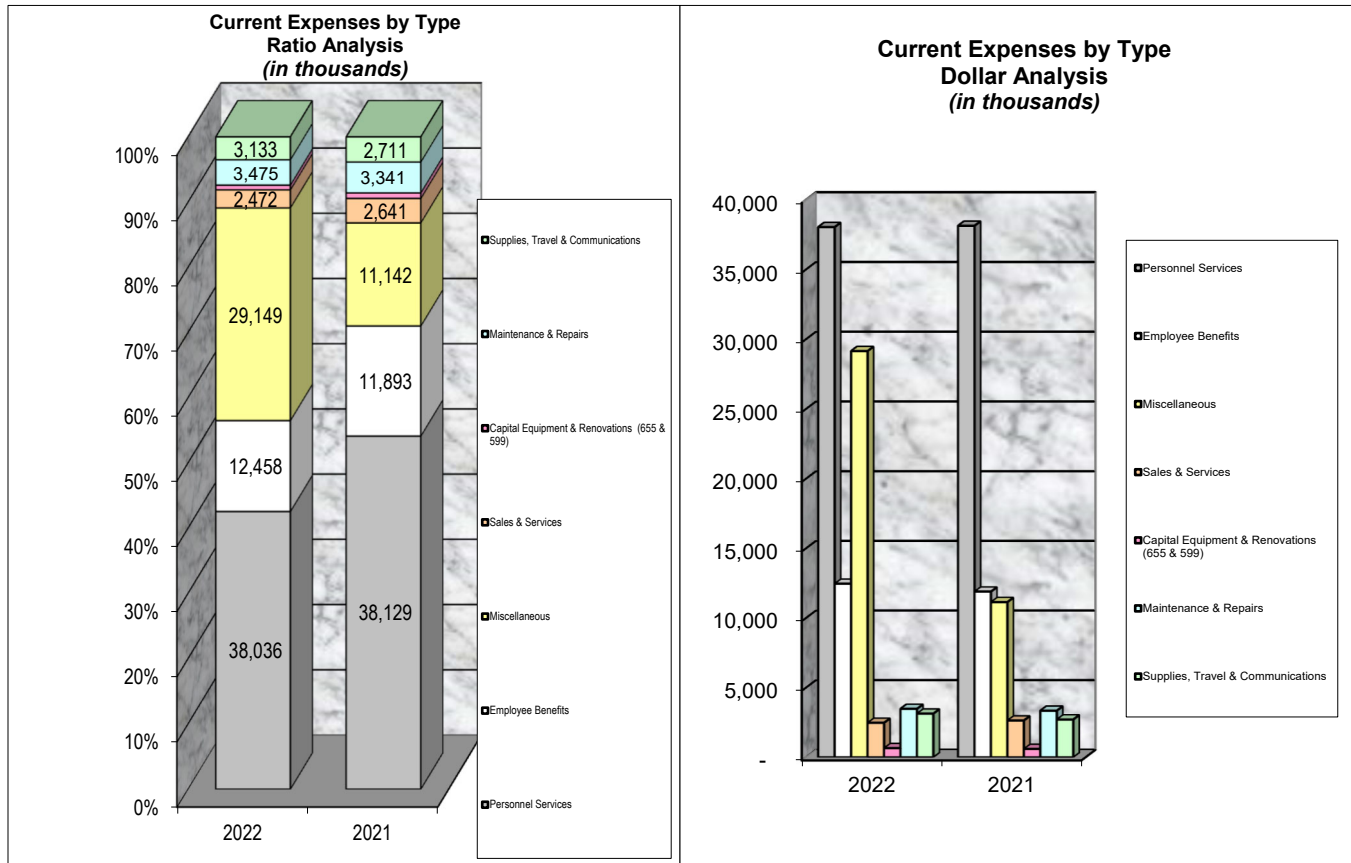 Current Expenses by Type
Ratio Analysis
(in thousands)
100%
90%
80%
70%
60%
50%
40%
30%
20%
10%
0%
3,133
3,475
2,472
29,149
12,458
38,036
2,711
3,341
2,641
11,142
11,893
38,129
2022
2021
Supplies, Travel & Communications
Maintenance & Repairs
Capital Equipment & Renovations (655 &
599)
Sales & Services
Miscellaneous
Employee Benefits
Personnel Services
Current Expenses by Type
Dollar Analysis
(in thousands)
40,000
35,000
30,000
25,000
20,000
15,000
10,000
5,000
-
2022
2021
Personnel Services
Employee Benefits
Miscellaneous
Sales & Services
Capital Equipment & Renovations
(655 & 599)
Maintenance & Repairs
Supplies, Travel & Communications